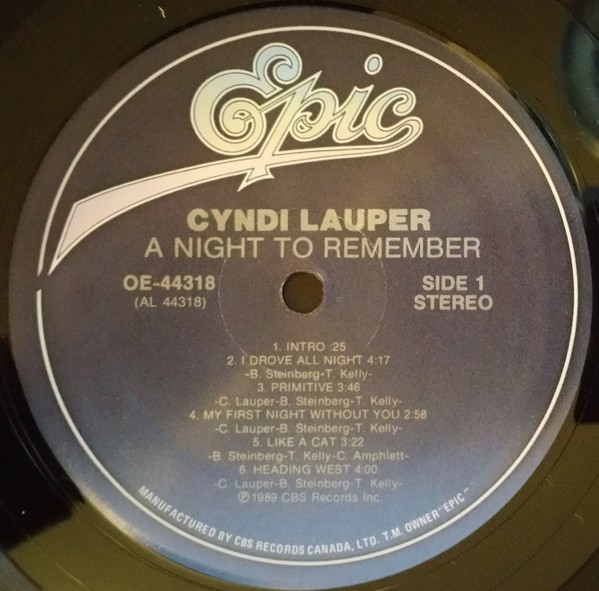 Epic
CYNDI LAUPER
A NIGHT TO REMEMBER
OE-44318
(AL 44318)
SIDE 1
STEREO
1. INTRO :25
2. I DROVE ALL NIGHT 4:17
-B. Steinberg-T. Kelly-
3. PRIMITIVE 3:46
-C. Lauper-B. Steinberg-T. Kelly-
4. MY FIRST NIGHT WITHOUT YOU 2:58
-C. Lauper-B. Steinberg-T. Kelly-
5. LIKE A CAT 3:22
-B. Steinberg-T. Kelly-C. Amphlett-
6. HEADING WEST 4:00
-C. Lauper-B. Steinberg-T. Kelly-
℗1989 CBS Records Inc.
MANUFACTURED BY CBS RECORDS CANADA, LTD. T.M. OWNER "EPIC"